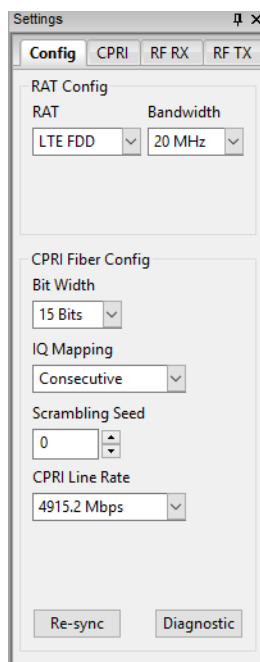 Settings
Config CPRI RF RX RF TX
RAT Config
RAT Bandwidth
LTE FDD 20 MHz
CPRI Fiber Config
Bit Width
15 Bits
IQ Mapping
Consecutive
Scrambling Seed
0
CPRI Line Rate
4915.2 Mbps
Re-sync Diagnostic